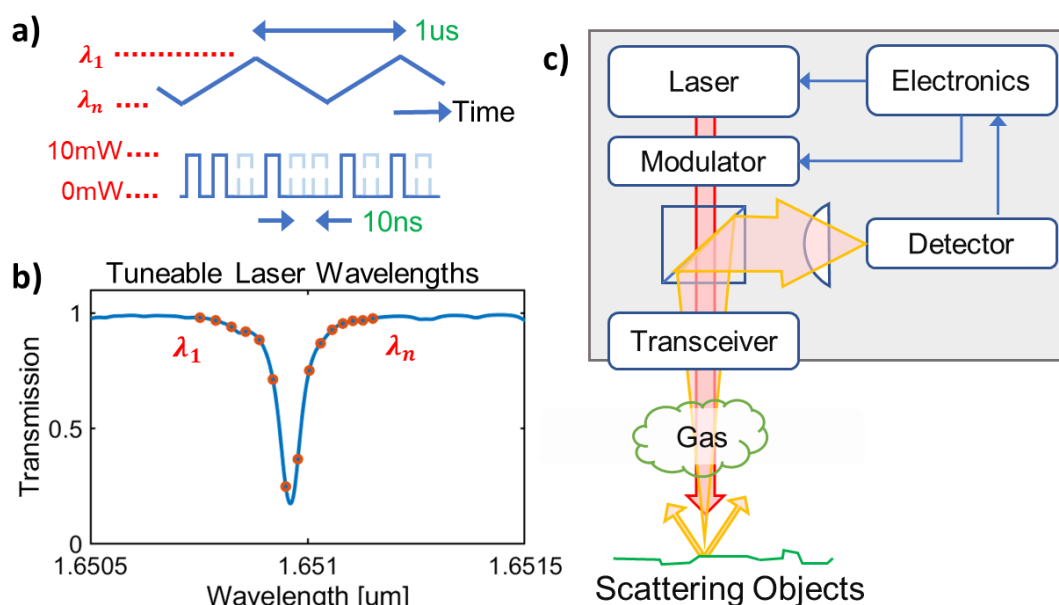 a)
1us
λ₁
λₙ
Time
10mW
0mW
10ns
b)
Tuneable Laser Wavelengths
Transmission
1
0.5
0
λ₁
λₙ
1.6505
1.651
1.6515
Wavelength [um]
c)
Laser
Electronics
Modulator
Detector
Transceiver
Gas
Scattering Objects